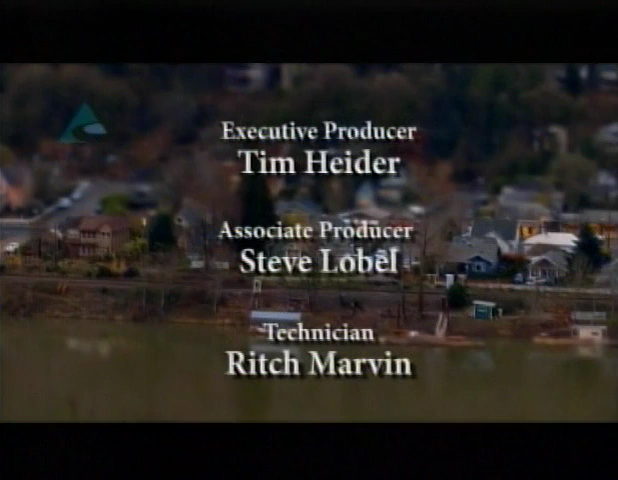 Executive Producer
Tim Heider
Associate Producer
Steve Lobel
Technician
Ritch Marvin